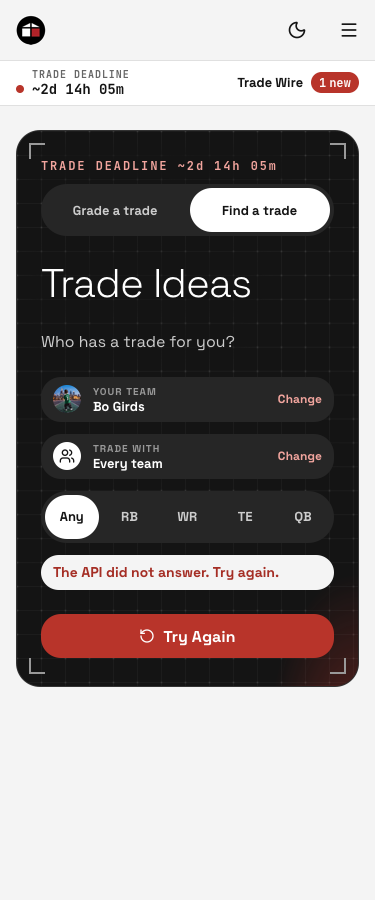 TRADE DEADLINE
~2d 14h 05m
Trade Wire
1 new
TRADE DEADLINE ~2d 14h 05m
Grade a trade
Find a trade
Trade Ideas
Who has a trade for you?
YOUR TEAM
Bo Girds
Change
TRADE WITH
Every team
Change
Any
RB
WR
TE
QB
The API did not answer. Try again.
Try Again